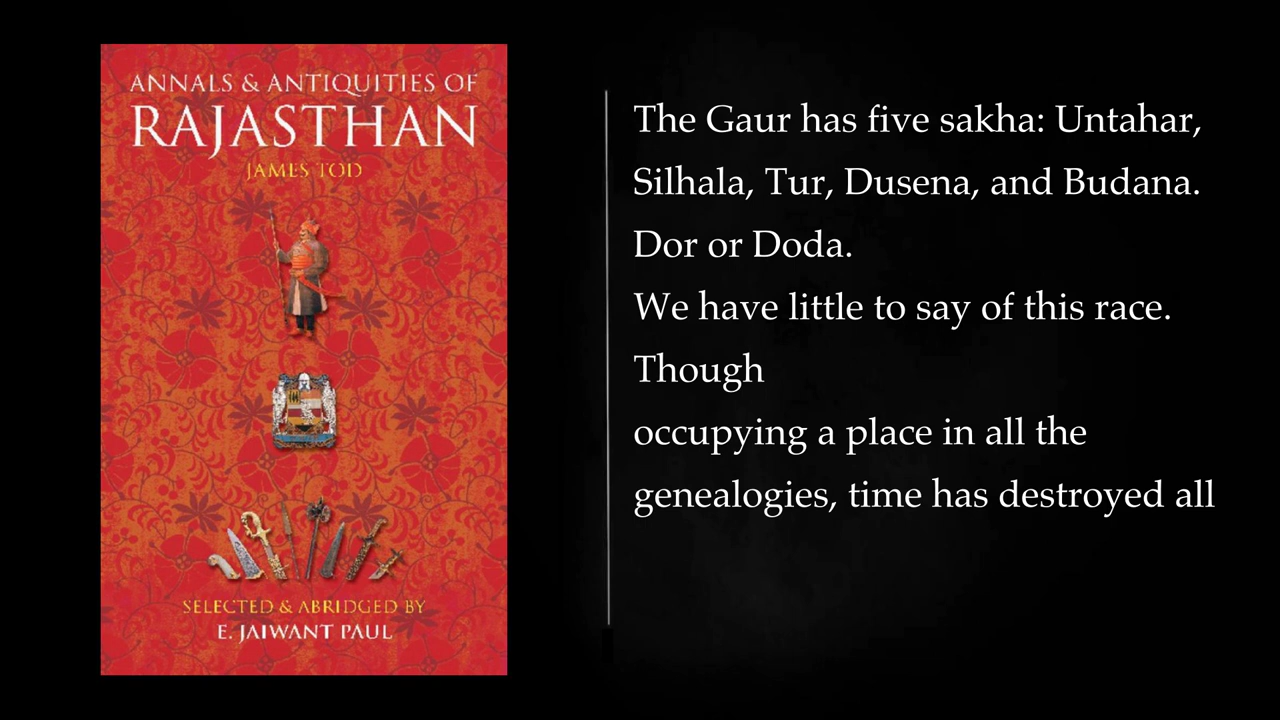 ANNALS & ANTIQUITIES OF
RAJASTHAN
JAMES TOD
SELECTED & ABRIDGED BY
E. JAIWANT PAUL
The Gaur has five sakha: Untahar,
Silhala, Tur, Dusena, and Budana.
Dor or Doda.
We have little to say of this race.
Though
occupying a place in all the
genealogies, time has destroyed all